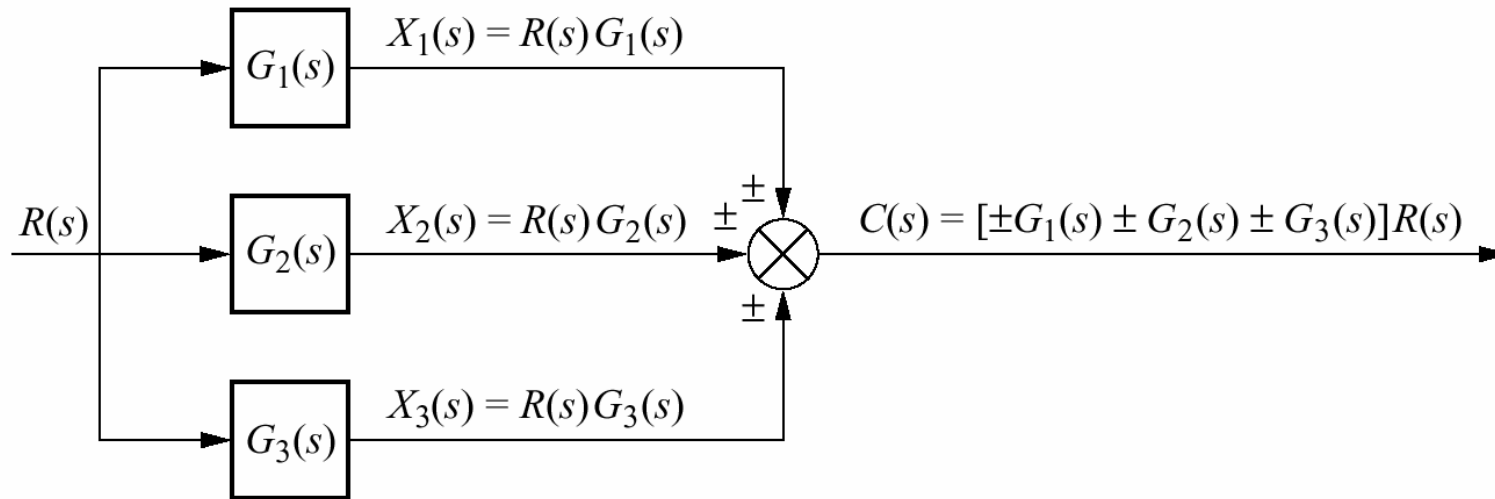 X₁(s) = R(s)G₁(s)
G₁(s)
±
R(s)
X₂(s) = R(s)G₂(s)
±
C(s) = [±G₁(s) ± G₂(s) ± G₃(s)]R(s)
G₂(s)
±
X₃(s) = R(s)G₃(s)
G₃(s)